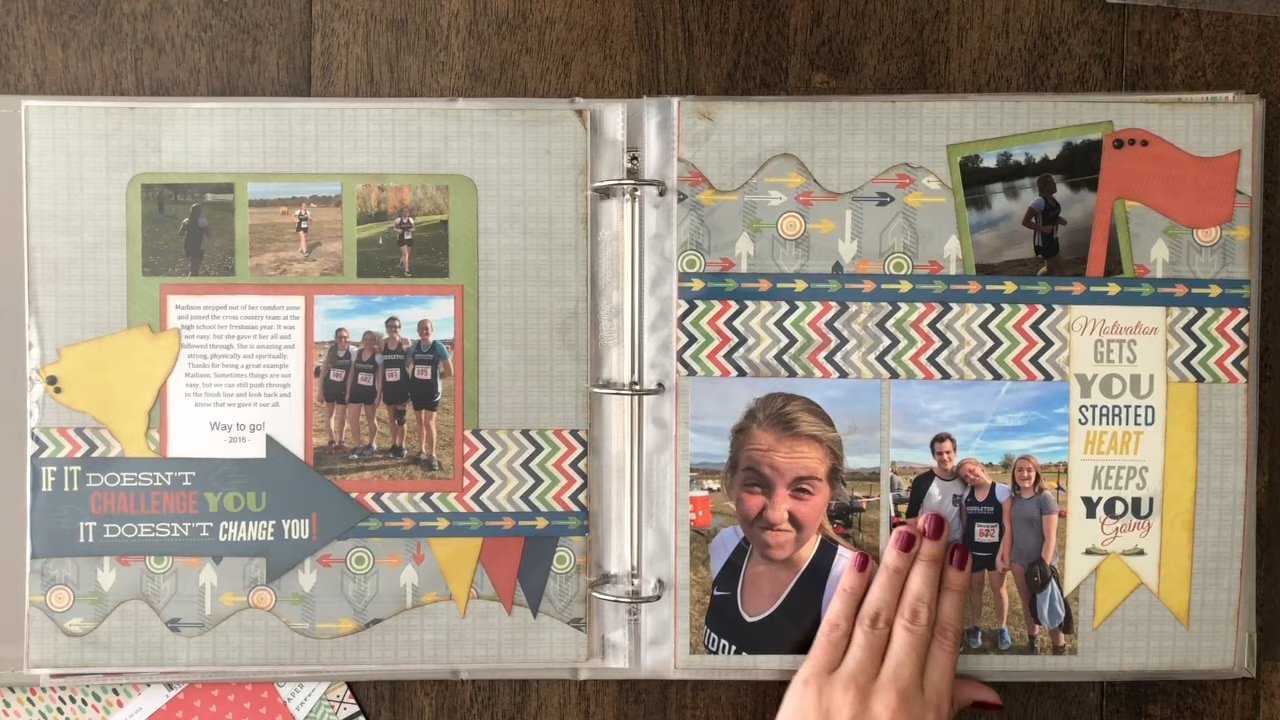 Madison stepped out of her comfort zone
and joined the cross country team at the
high school her freshman year. It was
not easy, but she gave it her all and
followed through. She is amazing and
strong, physically and spiritually.
Thanks for being a great example
Madison. Sometimes things are not
easy, but we can still push through
to the finish line and look back and
know that we gave it our all.
Way to go!
- 2016 -
IF IT DOESN'T
CHALLENGE YOU
IT DOESN'T CHANGE YOU!
Motivation
GETS
YOU
STARTED
HEART
KEEPS
YOU
Going
672